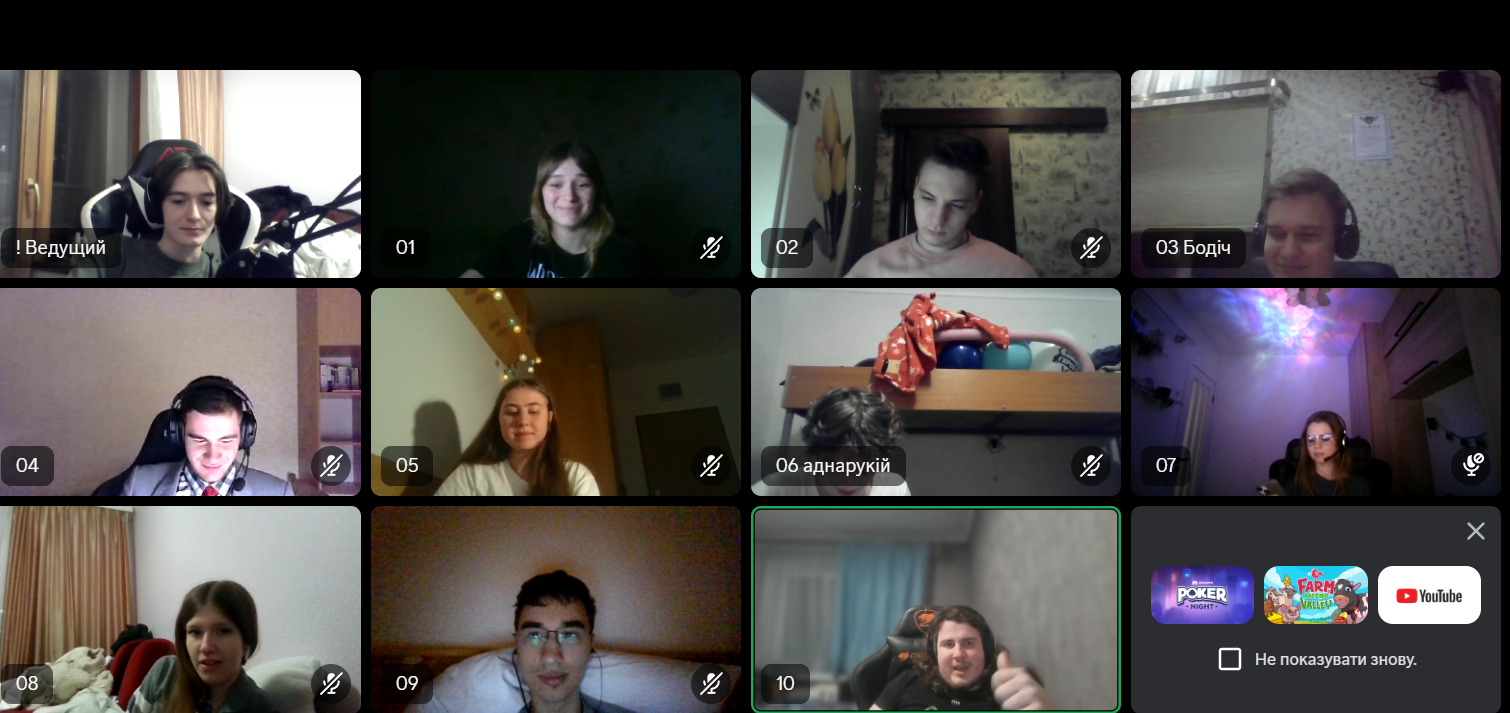 ! Ведущий
01
02
03 Бодіч
04
05
06 аднарукій
07
08
09
10
POKER
NIGHT
FARM
MERGE
VALLEY
YouTube
Не показувати знову.